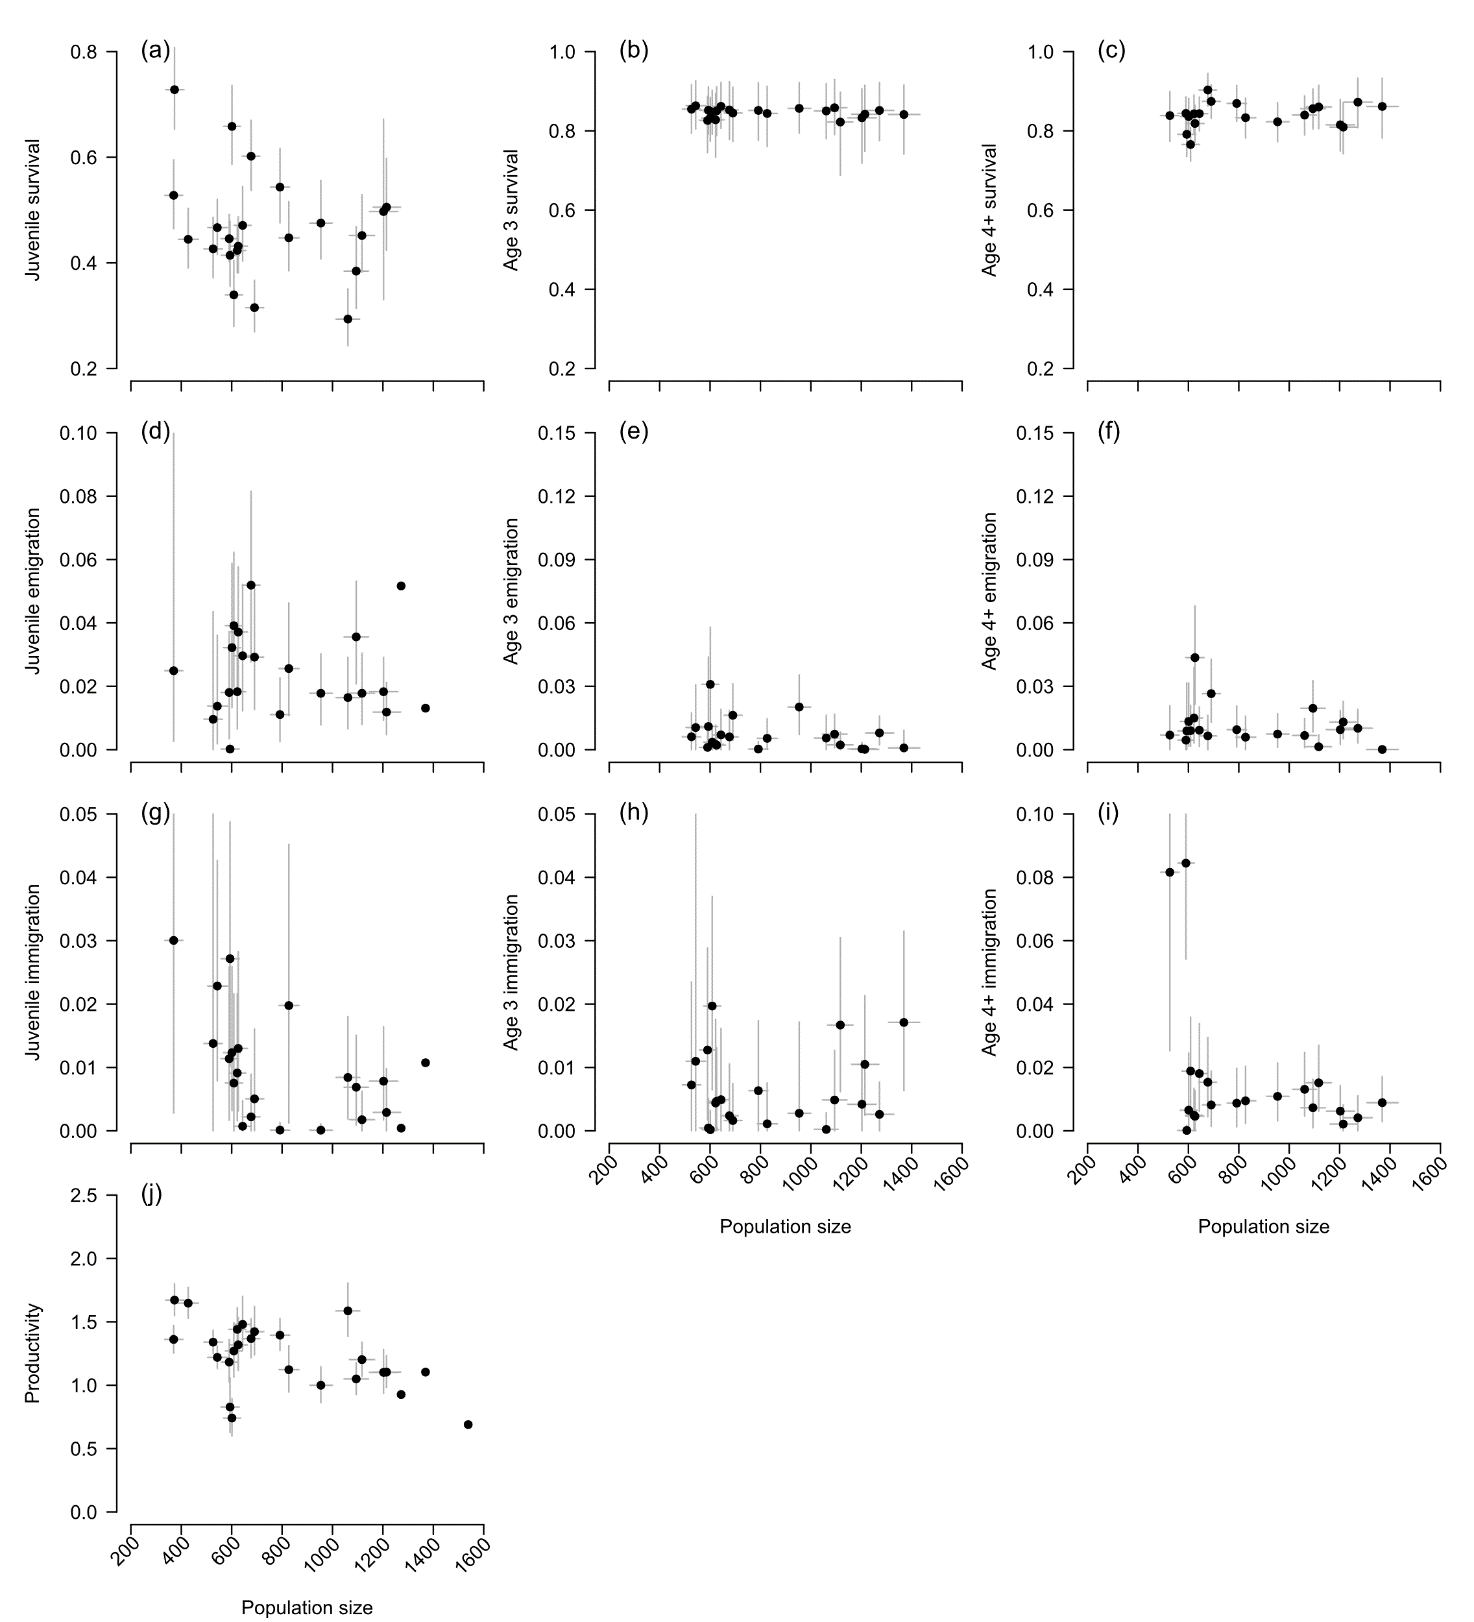 (a)
0.8
0.6
0.4
0.2
Juvenile survival
(b)
1.0
0.8
0.6
0.4
0.2
Age 3 survival
(c)
1.0
0.8
0.6
0.4
0.2
Age 4+ survival
(d)
0.10
0.08
0.06
0.04
0.02
0.00
Juvenile emigration
(e)
0.15
0.12
0.09
0.06
0.03
0.00
Age 3 emigration
(f)
0.15
0.12
0.09
0.06
0.03
0.00
Age 4+ emigration
(g)
0.05
0.04
0.03
0.02
0.01
0.00
Juvenile immigration
(h)
0.05
0.04
0.03
0.02
0.01
0.00
Age 3 immigration
200 400 600 800 1000 1200 1400 1600
Population size
(i)
0.10
0.08
0.06
0.04
0.02
0.00
Age 4+ immigration
200 400 600 800 1000 1200 1400 1600
Population size
(j)
2.5
2.0
1.5
1.0
0.5
0.0
Productivity
200 400 600 800 1000 1200 1400 1600
Population size